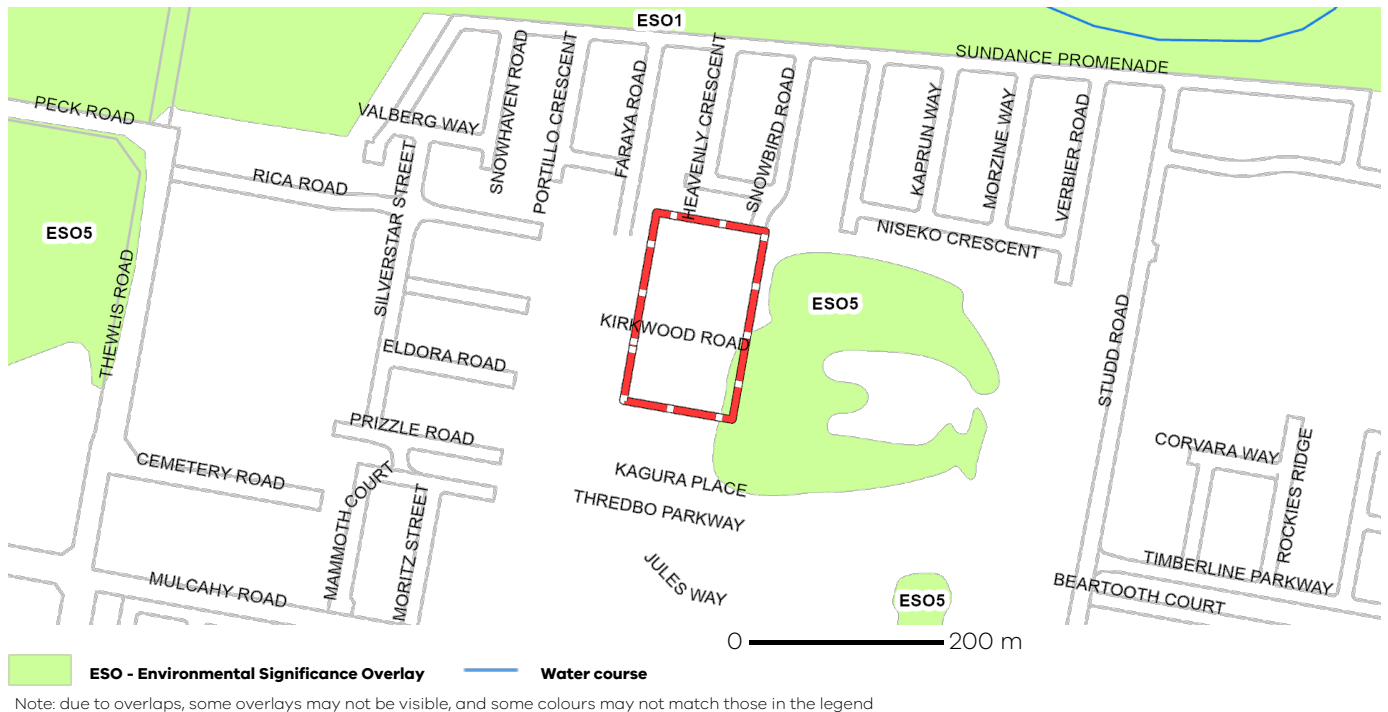 ESO1
SUNDANCE PROMENADE
PECK ROAD
VALBERG WAY
SNOWHAVEN ROAD
PORTILLO CRESCENT
FARAYA ROAD
HEAVENLY CRESCENT
SNOWBIRD ROAD
KAPRUN WAY
MORZINE WAY
VERBIER ROAD
RICA ROAD
SILVERSTAR STREET
ESO5
THEWLIS ROAD
NISEKO CRESCENT
ESO5
KIRKWOOD ROAD
ELDORA ROAD
STUDD ROAD
PRIZZLE ROAD
CEMETERY ROAD
MAMMOTH COURT
MORITZ STREET
KAGURA PLACE
THREDBO PARKWAY
CORVARA WAY
ROCKIES RIDGE
MULCAHY ROAD
JULES WAY
ESO5
TIMBERLINE PARKWAY
BEARTOOTH COURT
0 200 m
ESO - Environmental Significance Overlay
Water course
Note: due to overlaps, some overlays may not be visible, and some colours may not match those in the legend